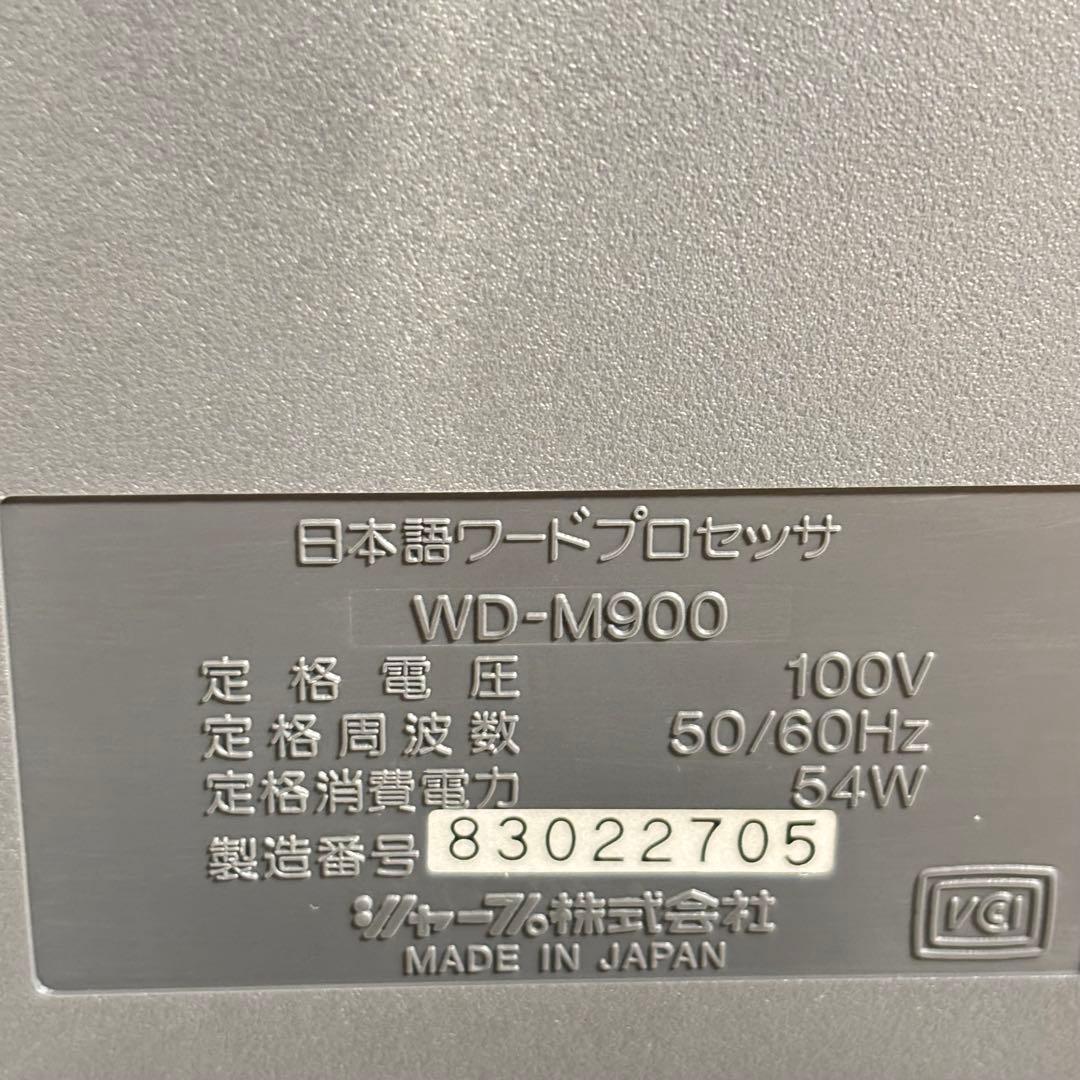 日本語ワードプロセッサ
WD-M900
定格電圧 100V
定格周波数 50/60Hz
定格消費電力 54W
製造番号 83022705
シャープ株式会社
MADE IN JAPAN
VCI